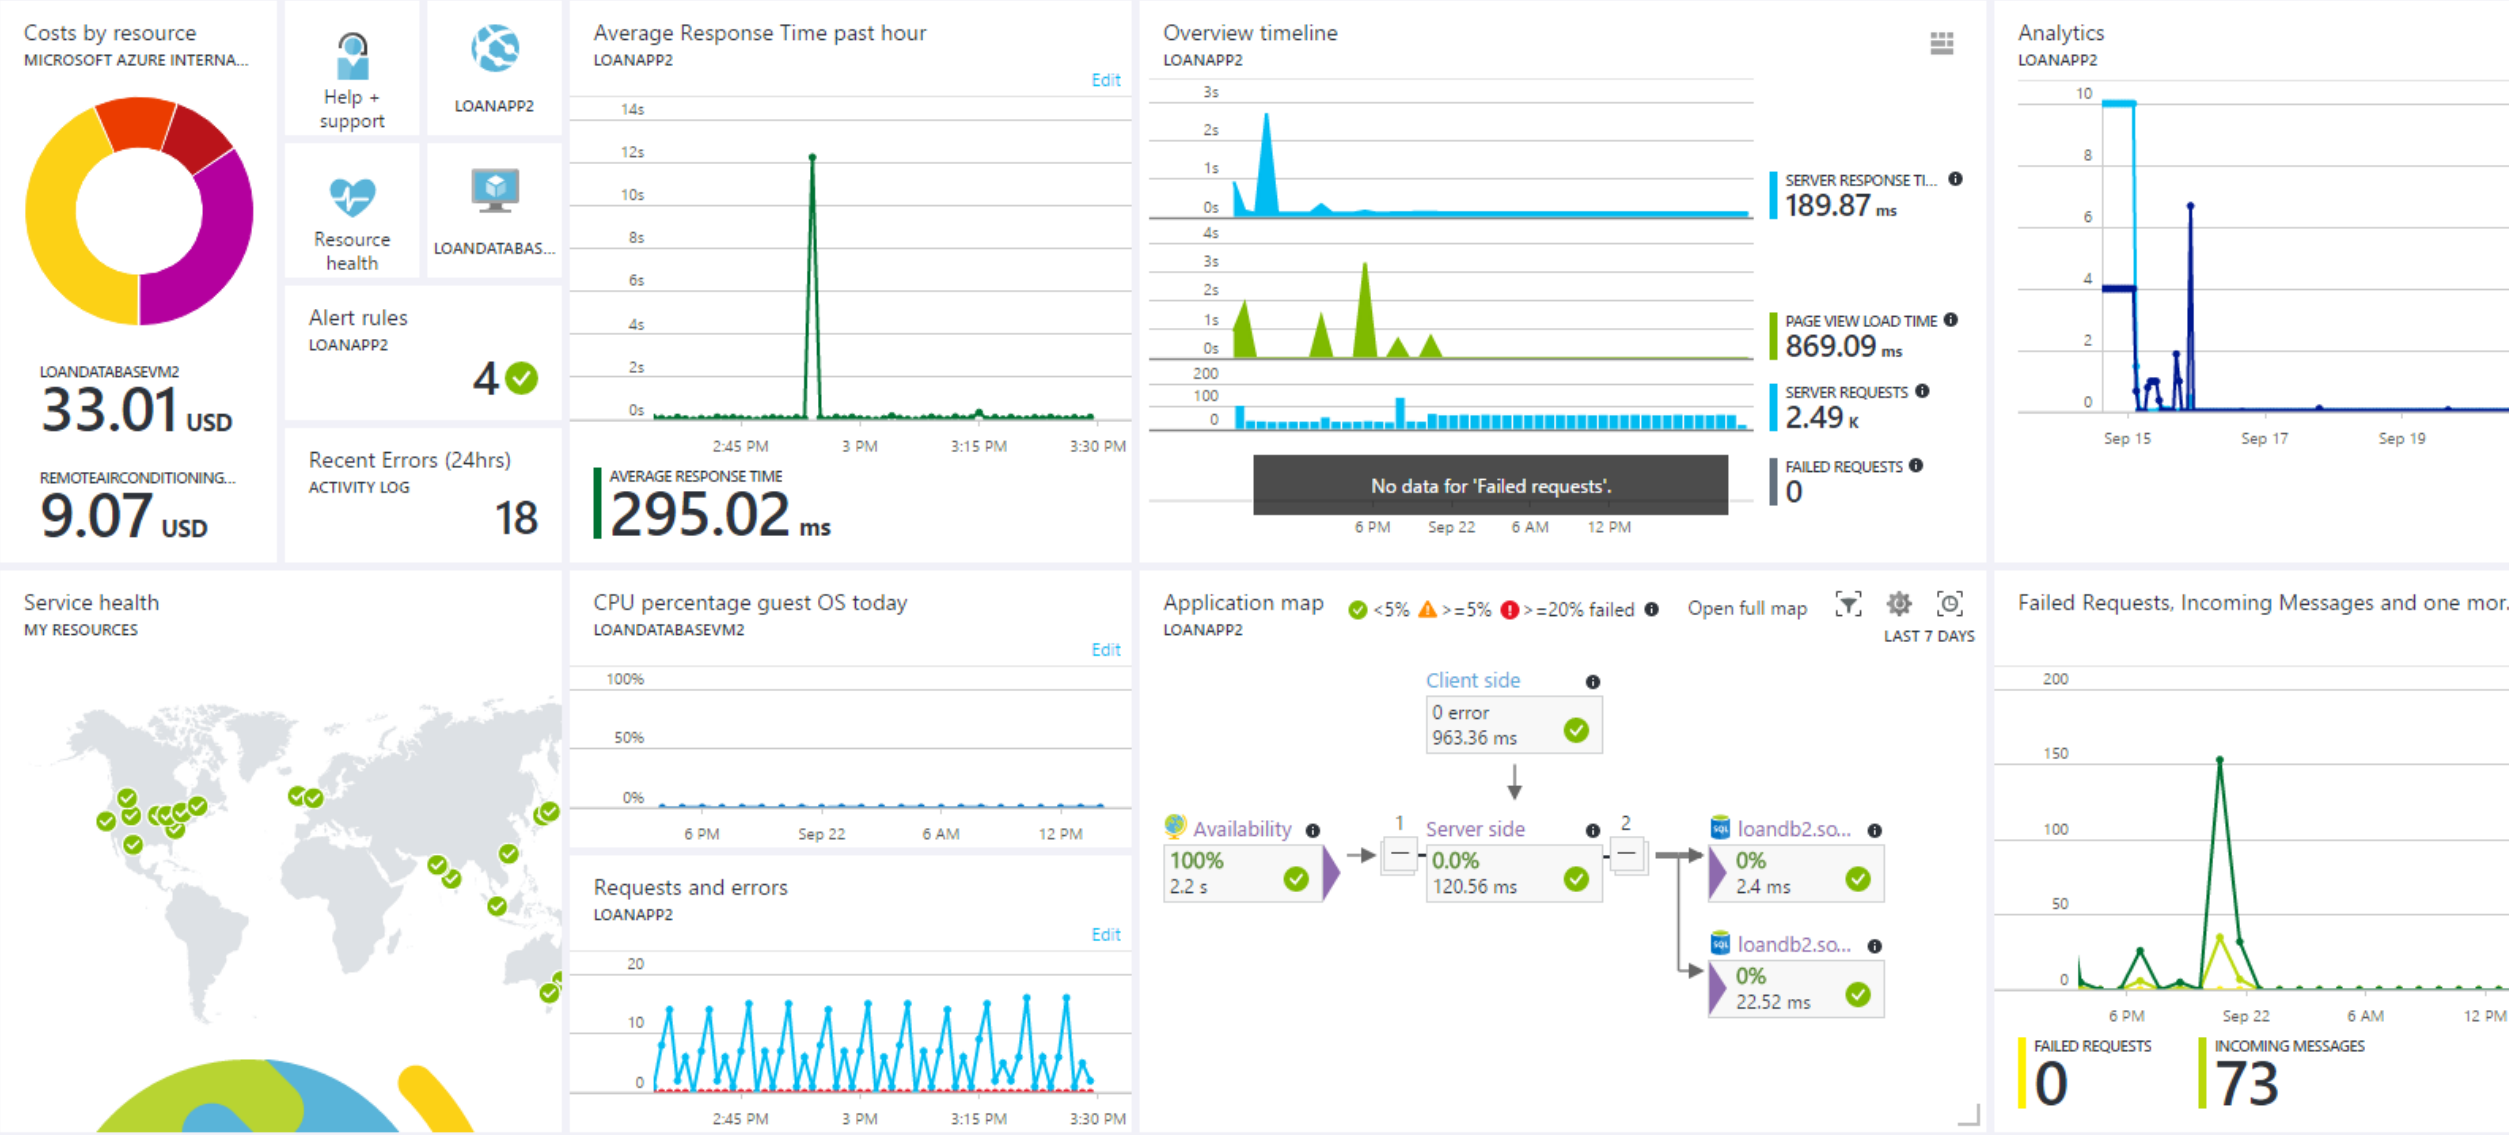 Costs by resource
MICROSOFT AZURE INTERNA...
LOANDATABASEVM2
33.01 USD
REMOTEAIRCONDITIONING...
9.07 USD
Help +
support
LOANAPP2
Resource
health
LOANDATABAS...
Alert rules
LOANAPP2
4
Recent Errors (24hrs)
ACTIVITY LOG
18
Average Response Time past hour
LOANAPP2
Edit
14s
12s
10s
8s
6s
4s
2s
0s
2:45 PM 3 PM 3:15 PM 3:30 PM
AVERAGE RESPONSE TIME
295.02 ms
Overview timeline
LOANAPP2
3s
2s
1s
0s
SERVER RESPONSE TI...
189.87 ms
4s
3s
2s
1s
0s
PAGE VIEW LOAD TIME
869.09 ms
200
100
0
SERVER REQUESTS
2.49 K
No data for 'Failed requests'.
FAILED REQUESTS
0
6 PM Sep 22 6 AM 12 PM
Analytics
LOANAPP2
10
8
6
4
2
0
Sep 15 Sep 17 Sep 19
Service health
MY RESOURCES
CPU percentage guest OS today
LOANDATABASEVM2
Edit
100%
50%
0%
6 PM Sep 22 6 AM 12 PM
Requests and errors
LOANAPP2
Edit
20
10
0
2:45 PM 3 PM 3:15 PM 3:30 PM
Application map
LOANAPP2
<5% >=5% >=20% failed
Open full map
LAST 7 DAYS
Client side
0 error
963.36 ms
Availability
100%
2.2 s
1
Server side
0.0%
120.56 ms
2
SQL loandb2.so...
0%
2.4 ms
SQL loandb2.so...
0%
22.52 ms
Failed Requests, Incoming Messages and one mor.
200
150
100
50
0
6 PM Sep 22 6 AM 12 PM
FAILED REQUESTS
0
INCOMING MESSAGES
73